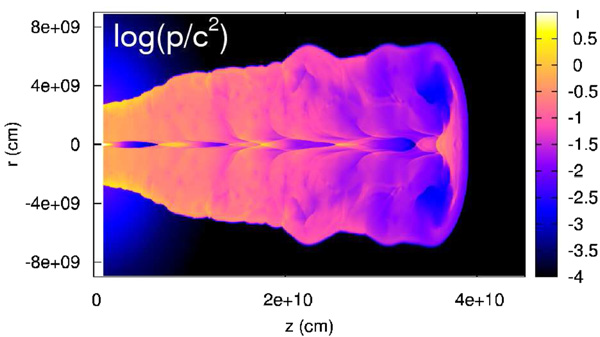 log(p/c²)
8e+09
4e+09
0
-4e+09
-8e+09
r (cm)
0
2e+10
4e+10
z (cm)
1
0.5
0
-0.5
-1
-1.5
-2
-2.5
-3
-3.5
-4